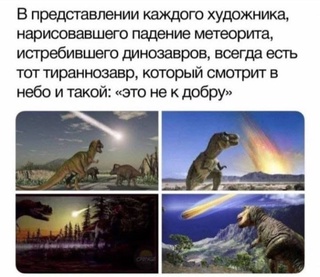 В представлении каждого художника,
нарисовавшего падение метеорита,
истребившего динозавров, всегда есть
тот тираннозавр, который смотрит в
небо и такой: «это не к добру»